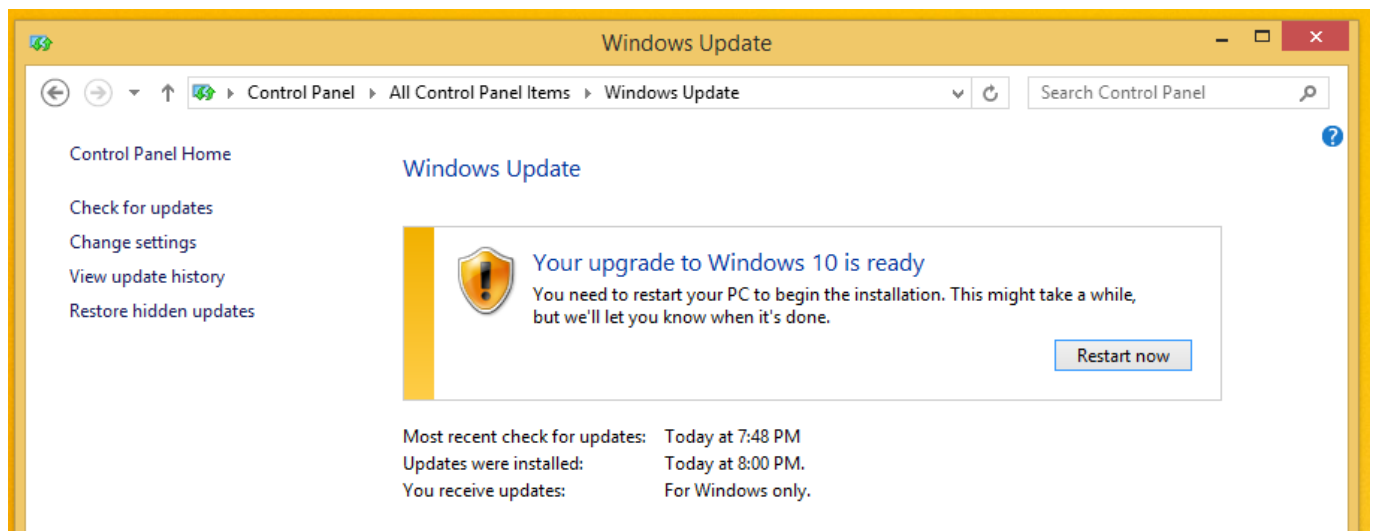 Windows Update
Control Panel All Control Panel Items Windows Update
Search Control Panel
Control Panel Home
Check for updates
Change settings
View update history
Restore hidden updates
Windows Update
Your upgrade to Windows 10 is ready
You need to restart your PC to begin the installation. This might take a while,
but we'll let you know when it's done.
Restart now
Most recent check for updates: Today at 7:48 PM
Updates were installed: Today at 8:00 PM.
You receive updates: For Windows only.